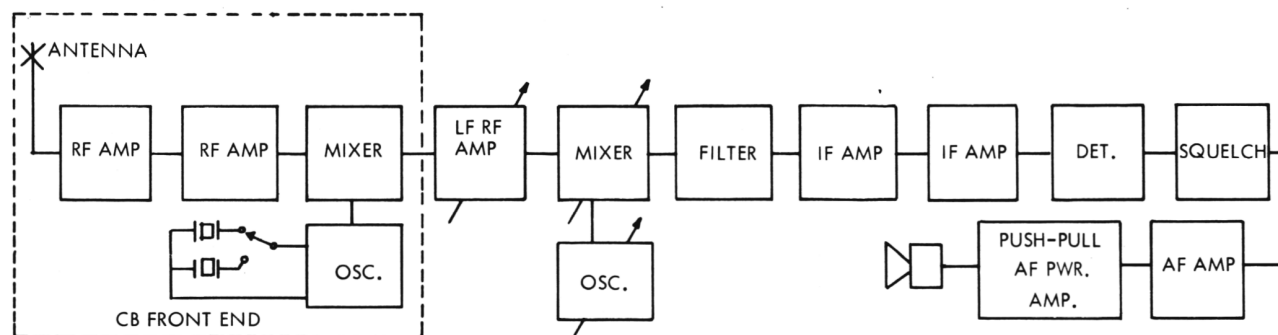 ANTENNA
RF AMP
RF AMP
MIXER
LF RF
AMP
MIXER
FILTER
IF AMP
IF AMP
DET.
SQUELCH
OSC.
CB FRONT END
OSC.
PUSH-PULL
AF PWR.
AMP.
AF AMP